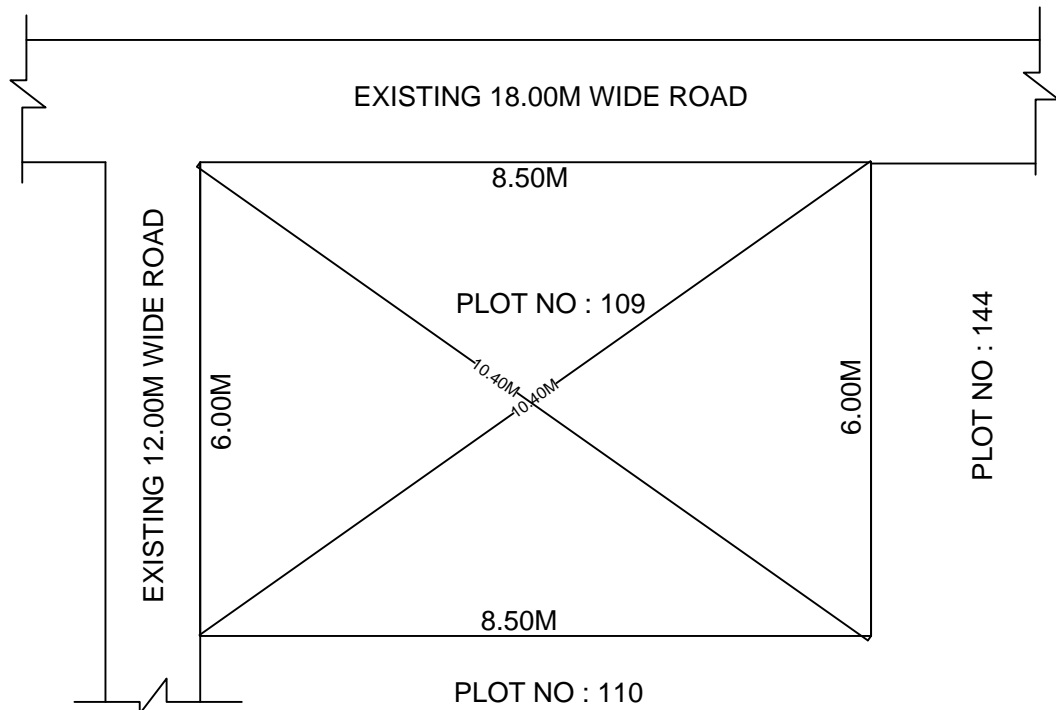 EXISTING 18.00M WIDE ROAD
8.50M
EXISTING 12.00M WIDE ROAD
PLOT NO : 109
PLOT NO : 144
6.00M
10.40M
10.40M
6.00M
8.50M
PLOT NO : 110